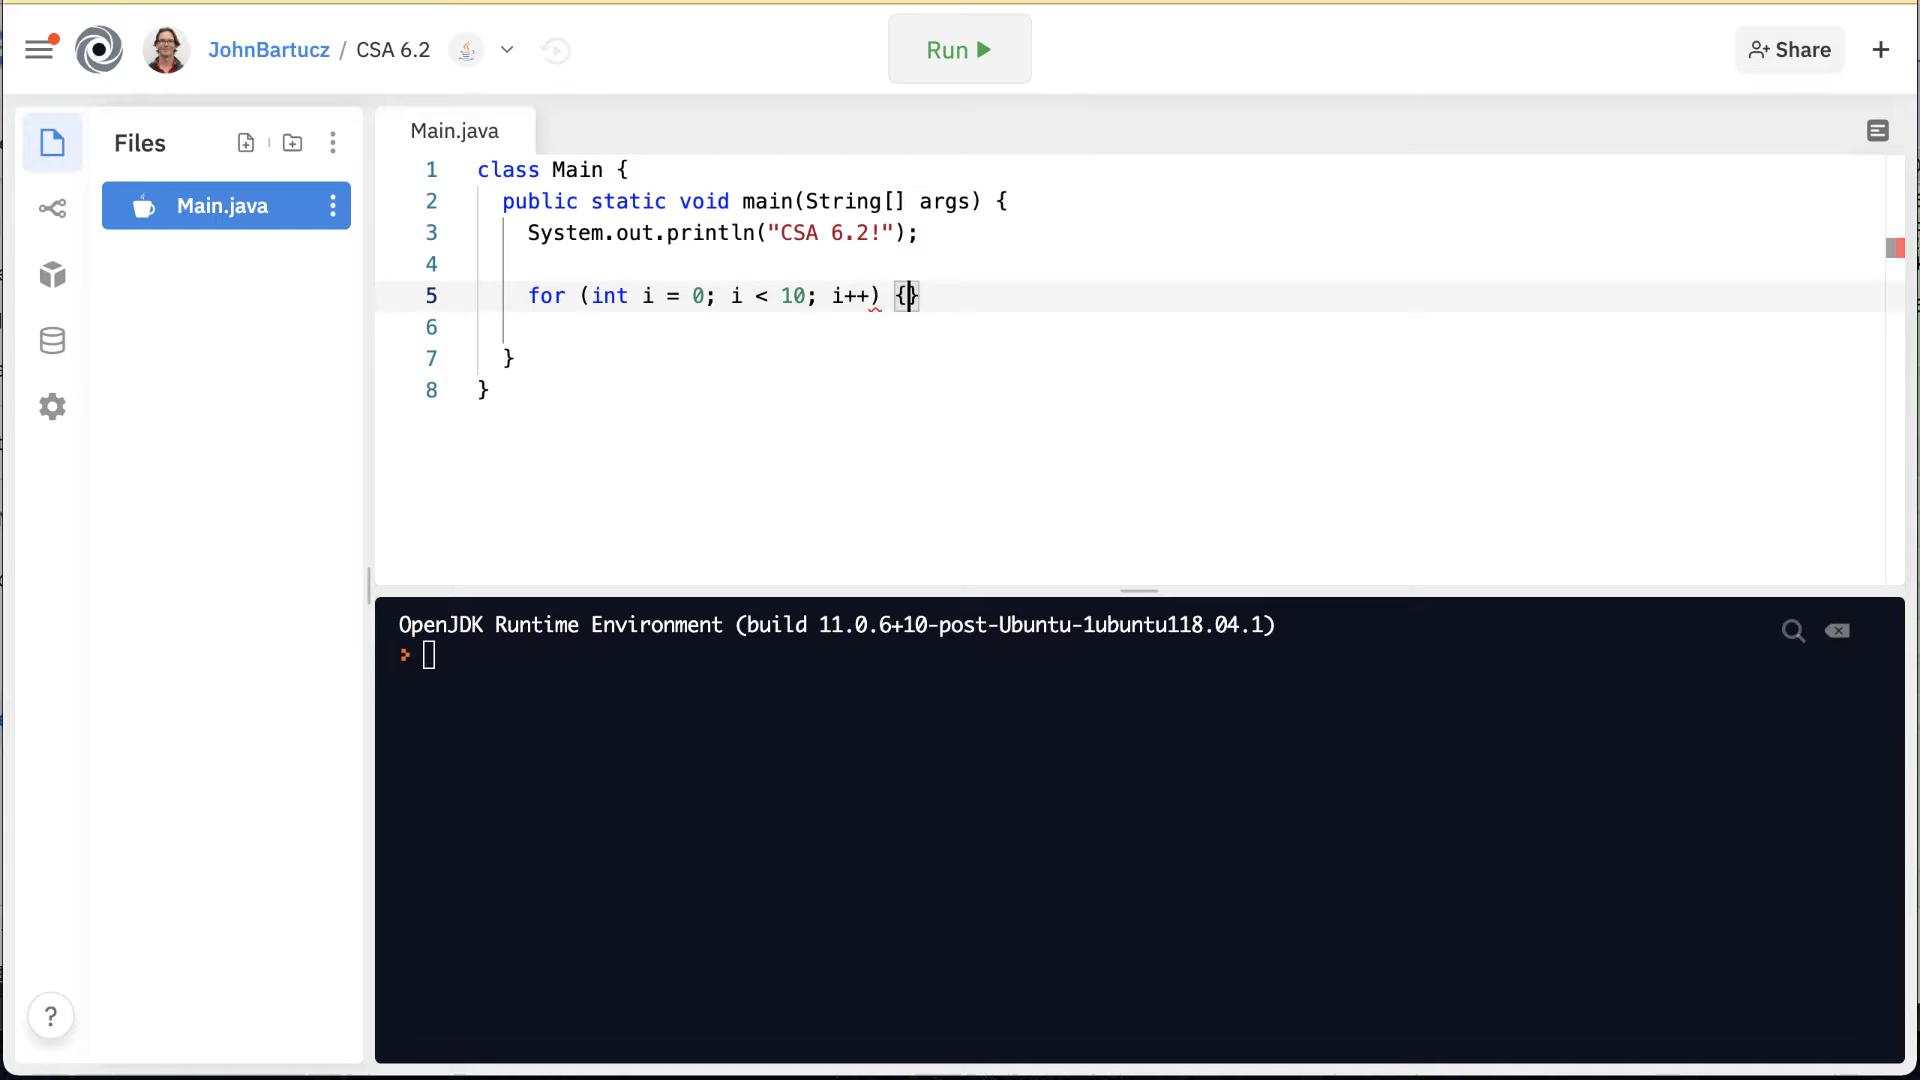 JohnBartucz / CSA 6.2
Run
Share
Files
Main.java
Main.java
1 class Main {
2 public static void main(String[] args) {
3 System.out.println("CSA 6.2!");
4
5 for (int i = 0; i < 10; i++) {}
6
7 }
8 }
OpenJDK Runtime Environment (build 11.0.6+10-post-Ubuntu-1ubuntu118.04.1)
>
?